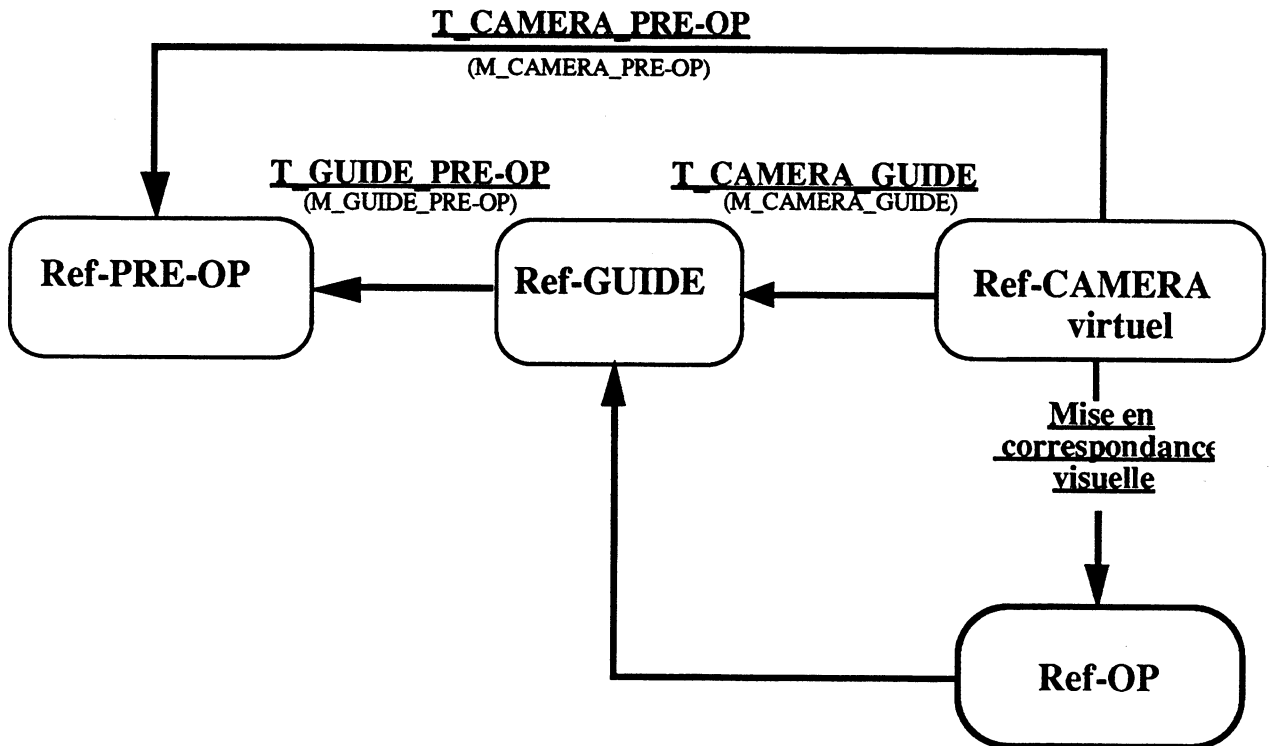 T_CAMERA_PRE-OP
(M_CAMERA_PRE-OP)
T_GUIDE_PRE-OP
(M_GUIDE_PRE-OP)
T_CAMERA_GUIDE
(M_CAMERA_GUIDE)
Ref-PRE-OP
Ref-GUIDE
Ref-CAMERA
virtuel
Mise en
correspondance
visuelle
Ref-OP